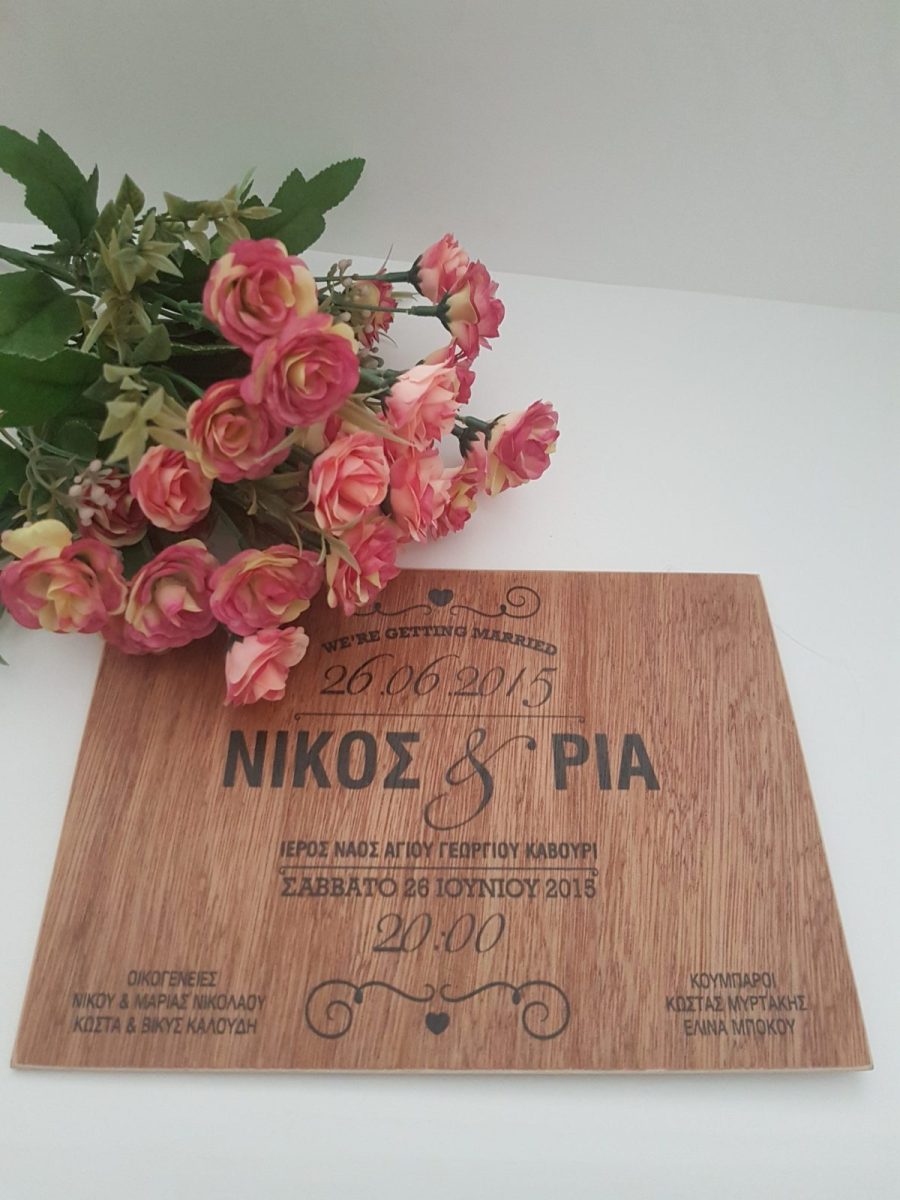 WE'RE GETTING MARRIED
26.06.2015
ΝΙΚΟΣ & ΡΙΑ
ΙΕΡΟΣ ΝΑΟΣ ΑΓΙΟΥ ΓΕΩΡΓΙΟΥ ΚΑΒΟΥΡΙ
ΣΑΒΒΑΤΟ 26 ΙΟΥΝΙΟΥ 2015
20:00
ΟΙΚΟΓΕΝΕΙΕΣ
ΝΙΚΟΥ & ΜΑΡΙΑΣ ΝΙΚΟΛΑΟΥ
ΚΩΣΤΑ & ΒΙΚΥΣ ΚΑΛΟΥΔΗ
ΚΟΥΜΠΑΡΟΙ
ΚΩΣΤΑΣ ΜΥΡΤΑΚΗΣ
ΕΛΙΝΑ ΜΠΟΚΟΥ